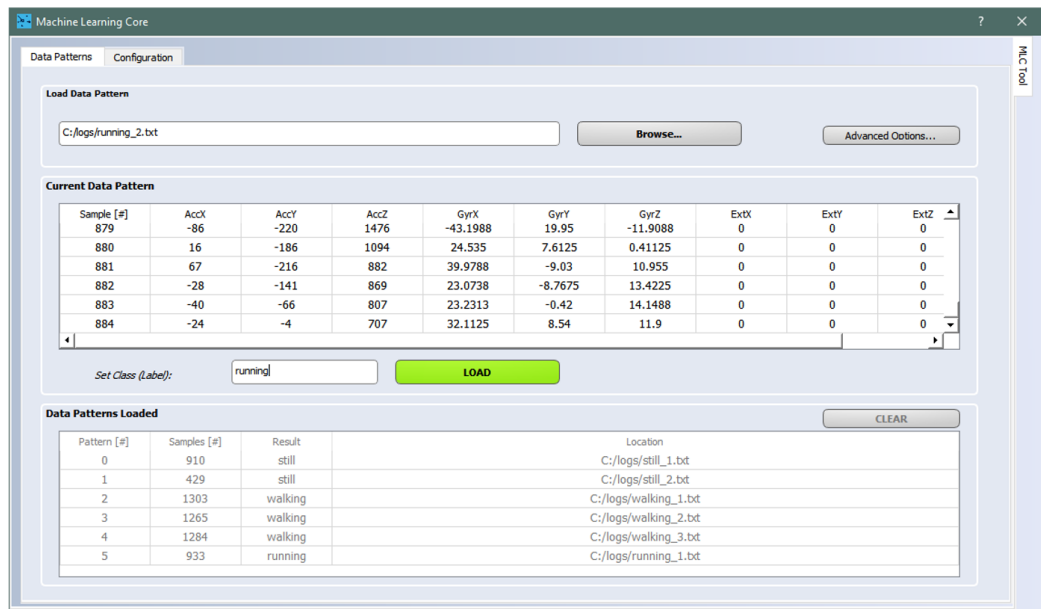 Machine Learning Core ? ×
MLC Tool
Data Patterns Configuration
Load Data Pattern
C:/logs/running_2.txt Browse... Advanced Options...
Current Data Pattern
Sample [#] AccX AccY AccZ GyrX GyrY GyrZ ExtX ExtY ExtZ
879 -86 -220 1476 -43.1988 19.95 -11.9088 0 0 0
880 16 -186 1094 24.535 7.6125 0.41125 0 0 0
881 67 -216 882 39.9788 -9.03 10.955 0 0 0
882 -28 -141 869 23.0738 -8.7675 13.4225 0 0 0
883 -40 -66 807 23.2313 -0.42 14.1488 0 0 0
884 -24 -4 707 32.1125 8.54 11.9 0 0 0
Set Class (Label): running LOAD
Data Patterns Loaded CLEAR
Pattern [#] Samples [#] Result Location
0 910 still C:/logs/still_1.txt
1 429 still C:/logs/still_2.txt
2 1303 walking C:/logs/walking_1.txt
3 1265 walking C:/logs/walking_2.txt
4 1284 walking C:/logs/walking_3.txt
5 933 running C:/logs/running_1.txt